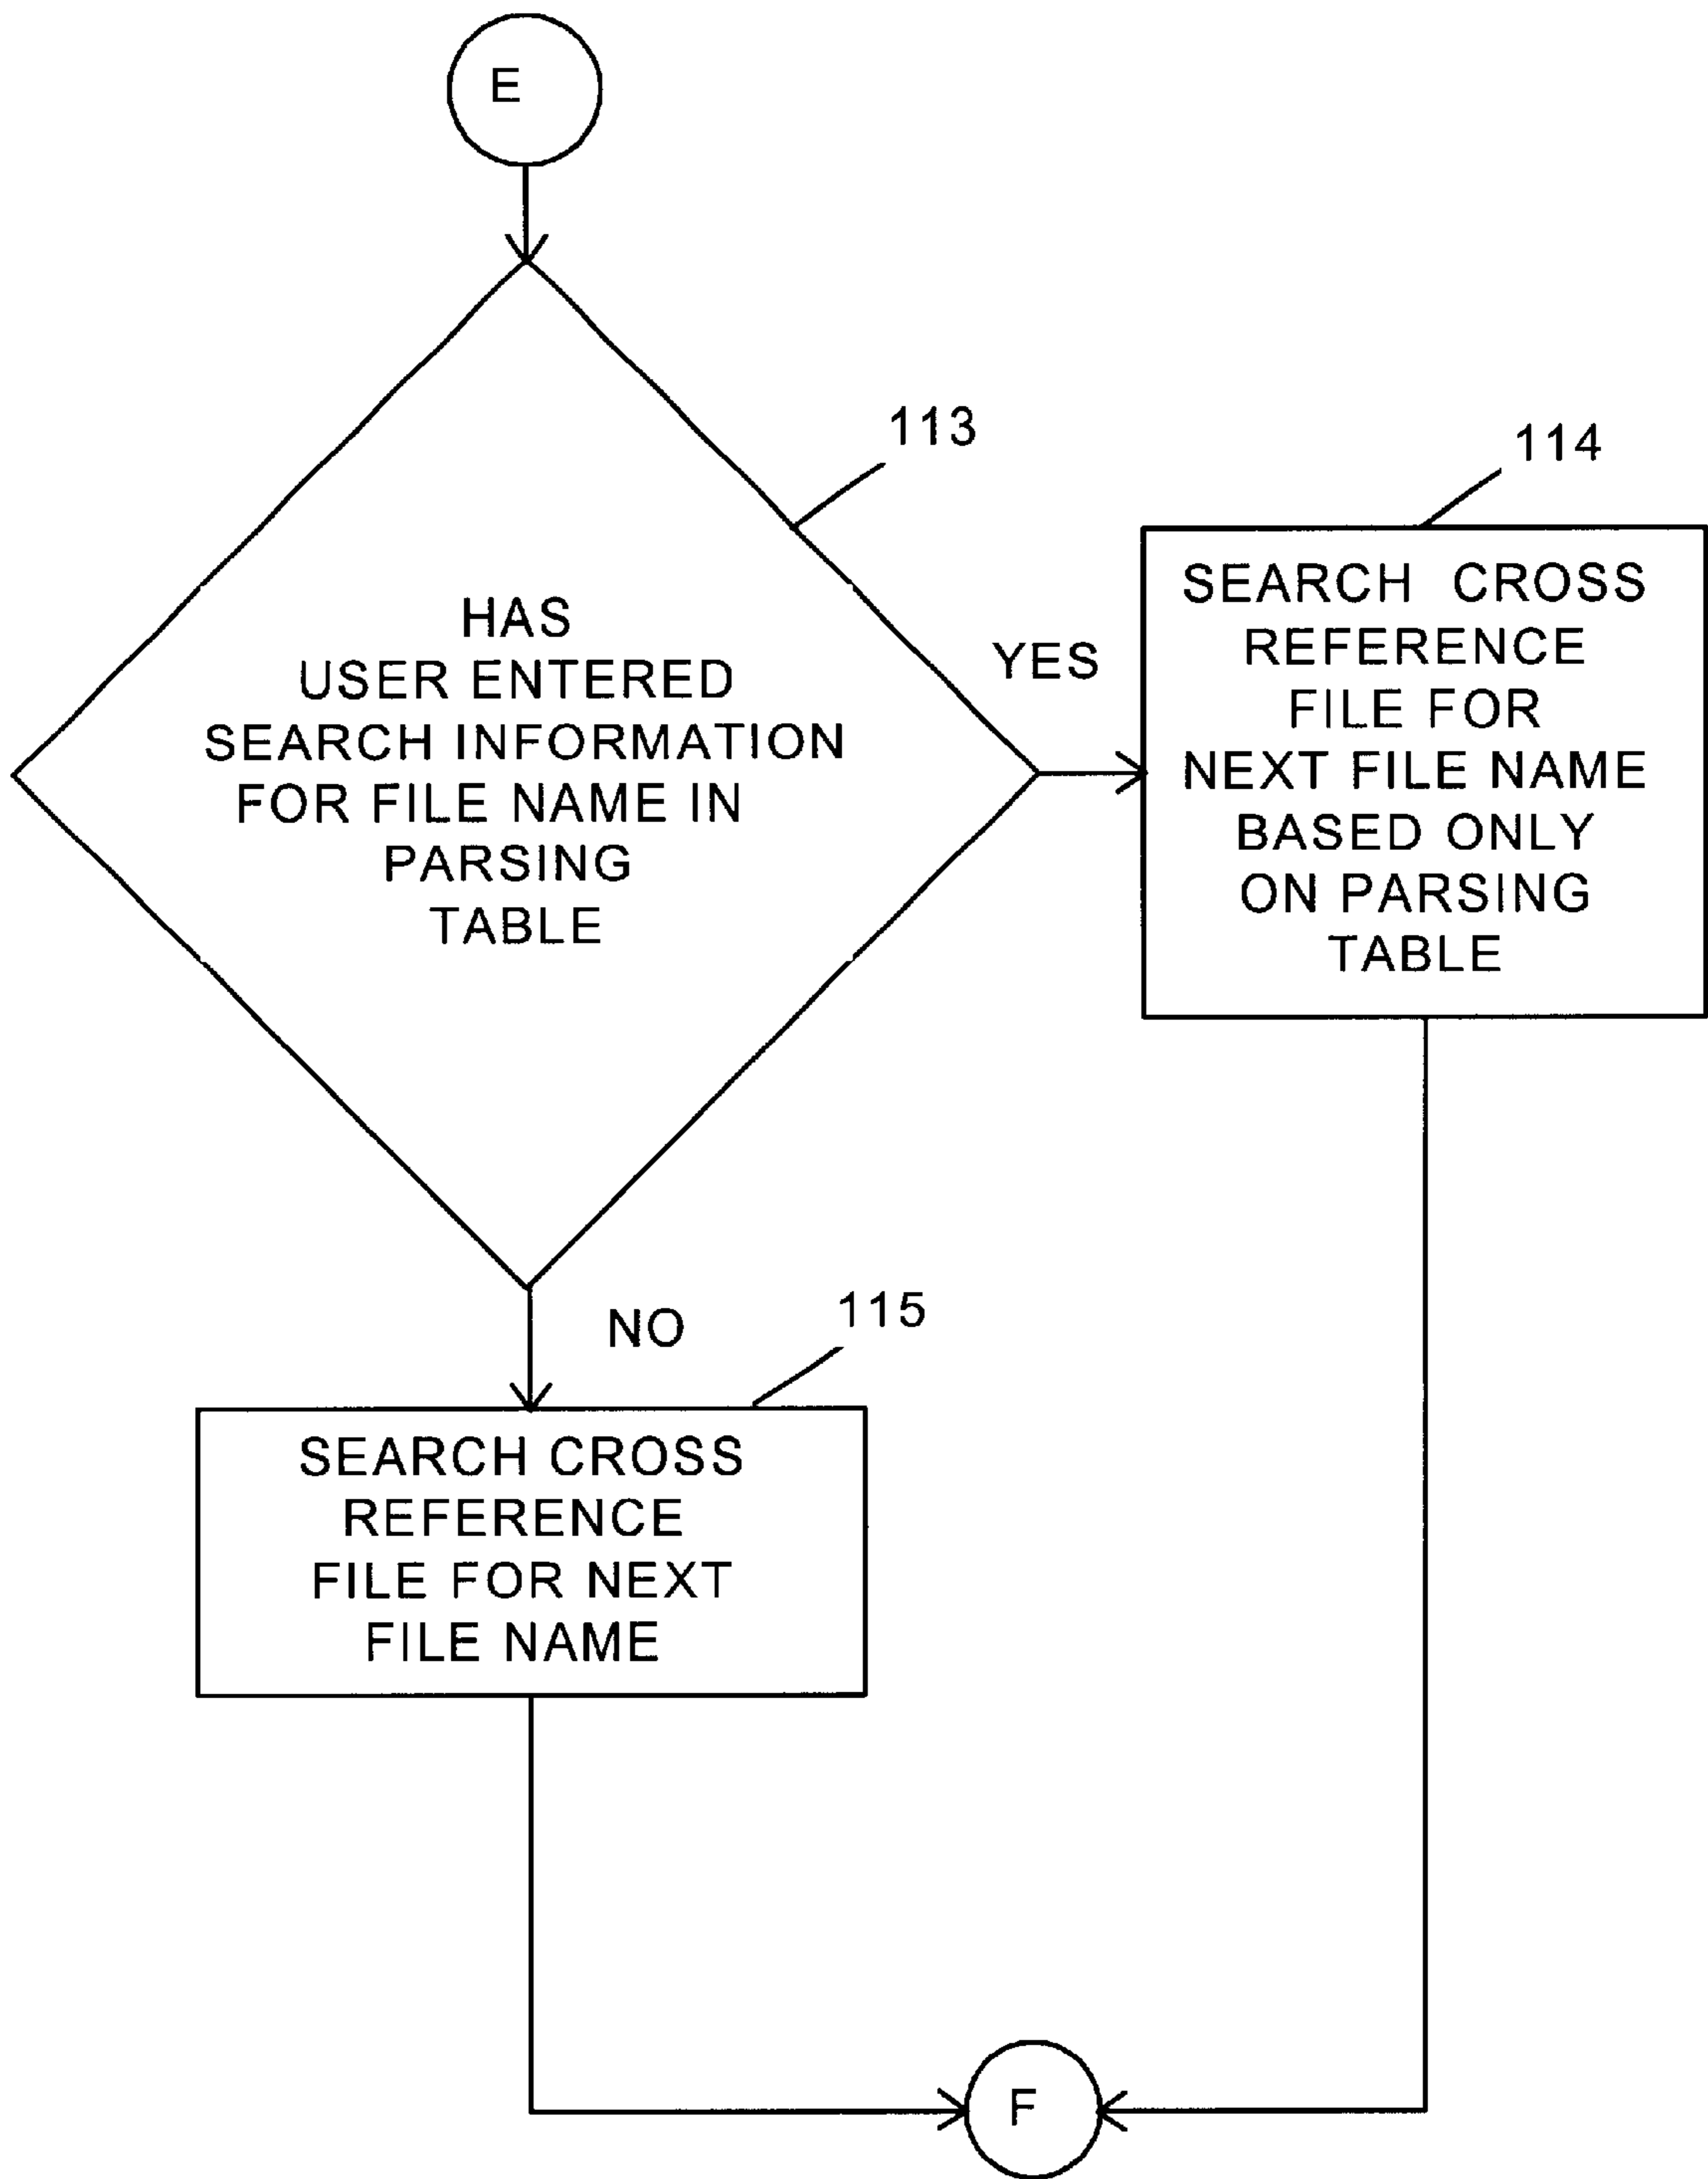 E
113
HAS
USER ENTERED
SEARCH INFORMATION
FOR FILE NAME IN
PARSING
TABLE
YES
114
SEARCH CROSS
REFERENCE
FILE FOR
NEXT FILE NAME
BASED ONLY
ON PARSING
TABLE
NO
115
SEARCH CROSS
REFERENCE
FILE FOR NEXT
FILE NAME
F